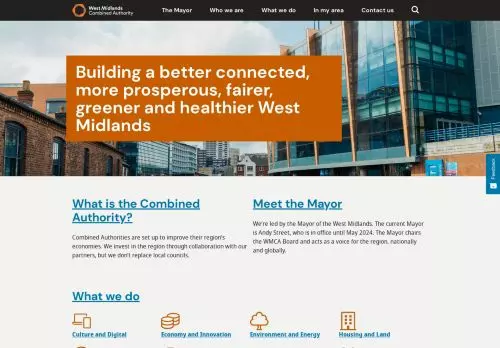 West Midlands
Combined Authority
The Mayor
Who we are
What we do
In my area
Contact us
Building a better connected,
more prosperous, fairer,
greener and healthier West
Midlands
Feedback
What is the Combined
Authority?
Combined Authorities are set up to improve their region's
economies. We invest in the region through collaboration with our
partners, but we don't replace local councils.
Meet the Mayor
We're led by the Mayor of the West Midlands. The current Mayor
is Andy Street, who is in office until May 2024. The Mayor chairs
the WMCA Board and acts as a voice for the region, nationally
and globally.
What we do
Culture and Digital
Economy and Innovation
Environment and Energy
Housing and Land